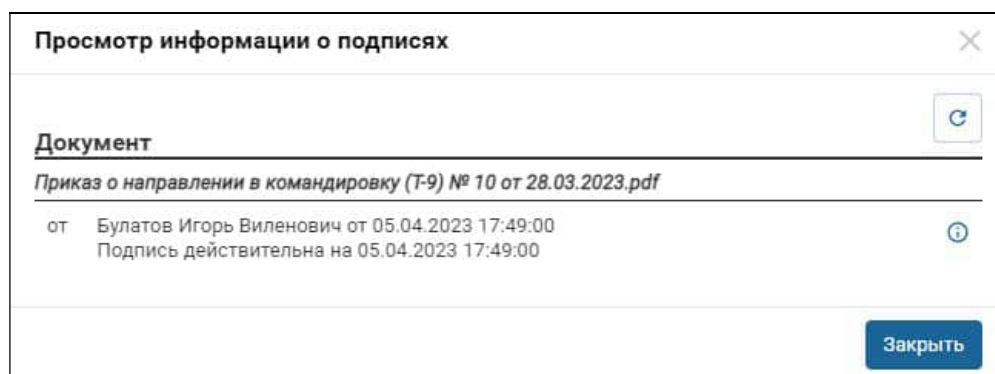 Просмотр информации о подписях
Документ
Приказ о направлении в командировку (Т-9) № 10 от 28.03.2023.pdf
от Булатов Игорь Виленович от 05.04.2023 17:49:00
Подпись действительна на 05.04.2023 17:49:00
Закрыть